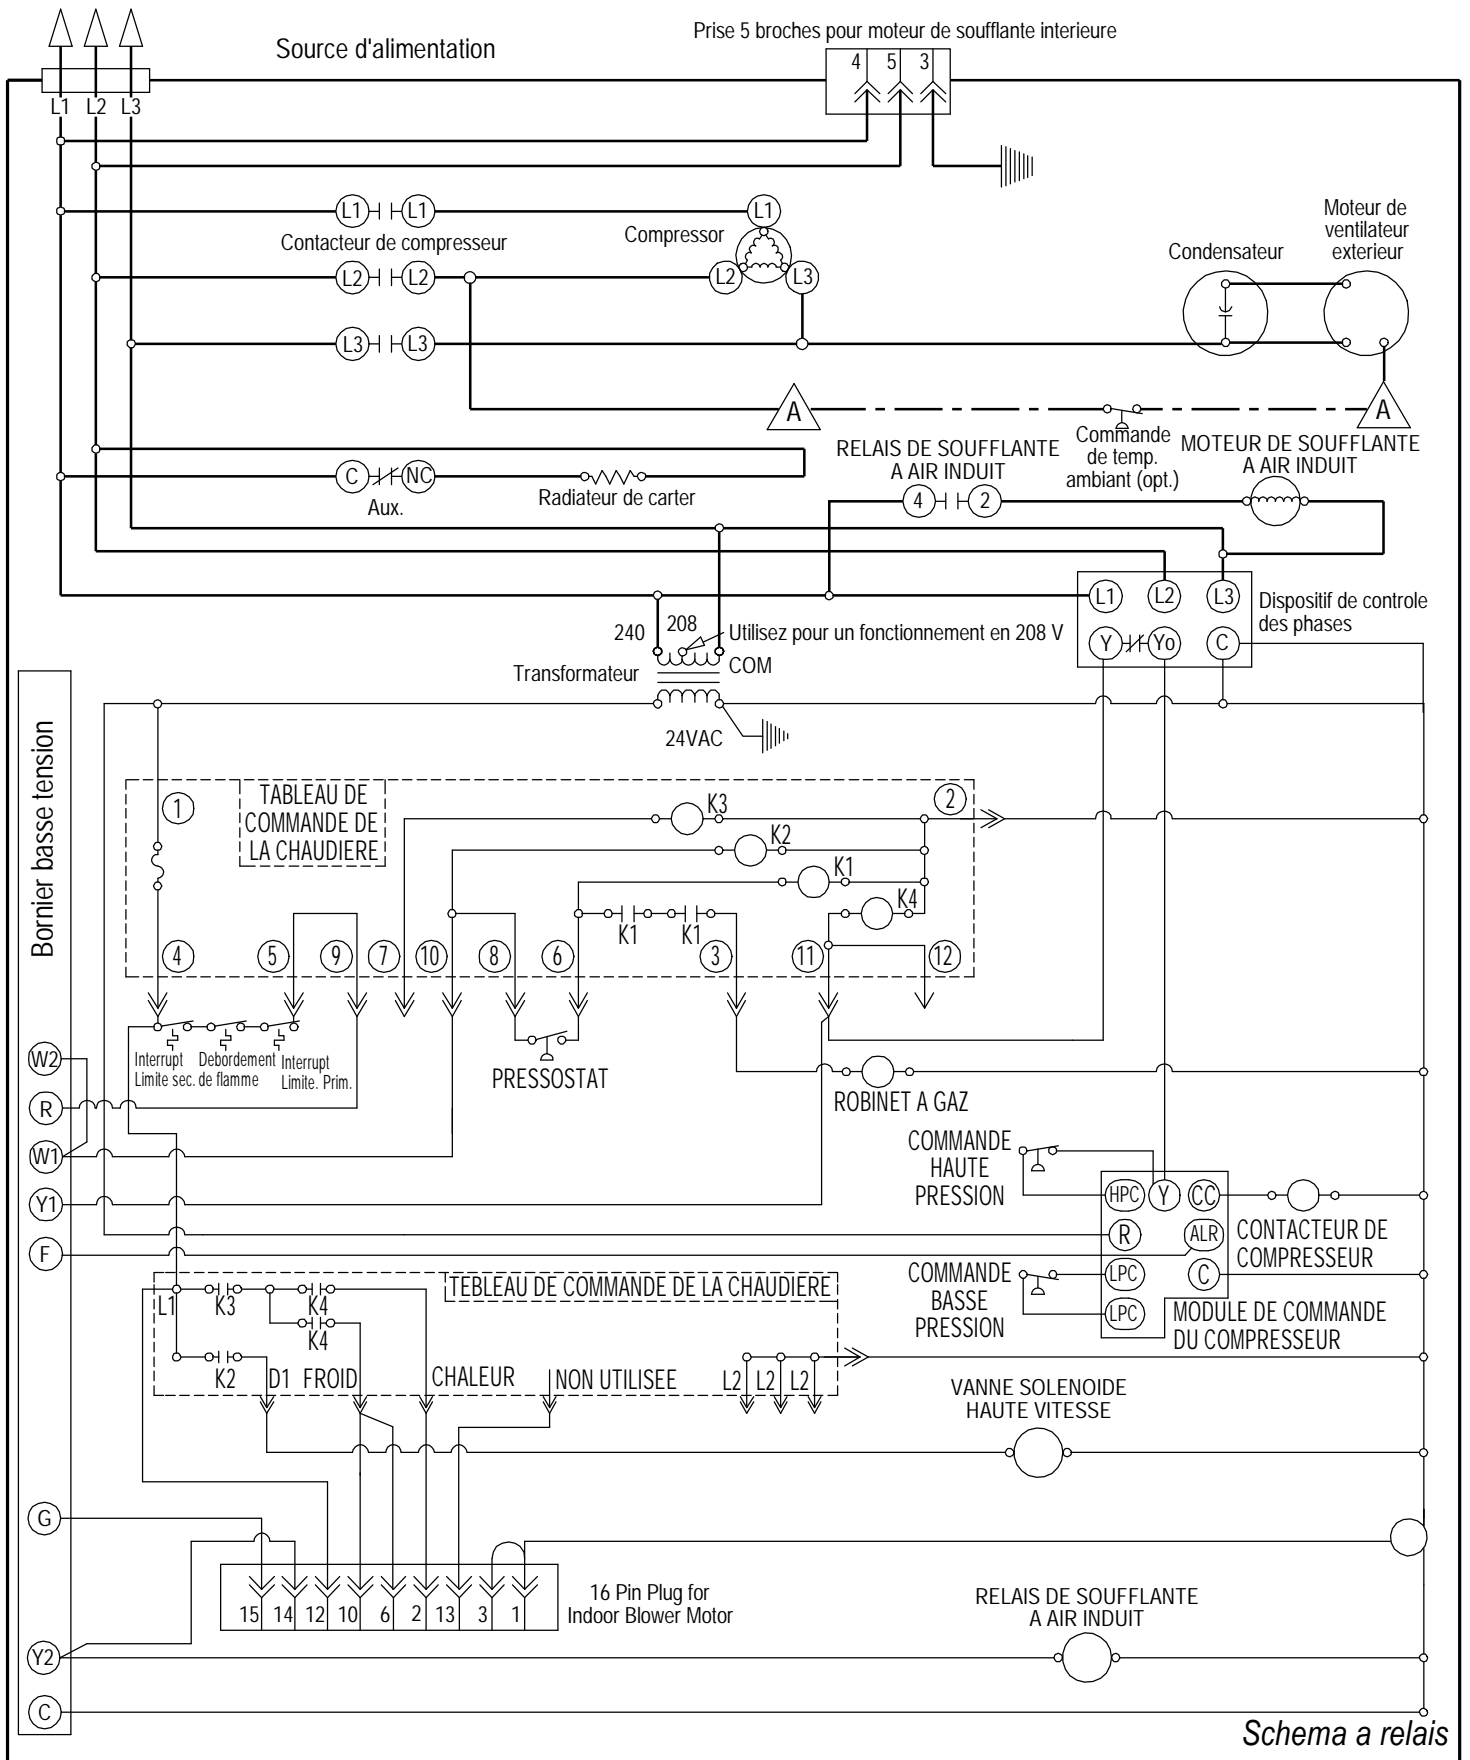 Source d'alimentation
Prise 5 broches pour moteur de soufflante interieure
4 5 3
L1 L2 L3
L1 L1
L1
Contacteur de compresseur
Compressor
L2 L2
L2 L3
L3 L3
Condensateur
Moteur de
ventilateur
exterieur
A
A
Commande
de temp.
ambiant (opt.)
RELAIS DE SOUFFLANTE
A AIR INDUIT
MOTEUR DE SOUFFLANTE
A AIR INDUIT
C NC
Aux.
Radiateur de carter
4 2
L1 L2 L3
Y Yo C
Dispositif de controle
des phases
240 208
Utilisez pour un fonctionnement en 208 V
Transformateur
COM
24VAC
Bornier basse tension
TABLEAU DE
COMMANDE DE
LA CHAUDIERE
1
K3
2
K2
K1
K4
K1 K1
4 5 9 7 10 8 6 3 11 12
Interrupt
Limite sec.
Debordement
de flamme
Interrupt
Limite. Prim.
PRESSOSTAT
ROBINET A GAZ
W2
R
W1
Y1
F
COMMANDE
HAUTE
PRESSION
HPC Y CC
R ALR
LPC C
LPC
CONTACTEUR DE
COMPRESSEUR
COMMANDE
BASSE
PRESSION
MODULE DE COMMANDE
DU COMPRESSEUR
TEBLEAU DE COMMANDE DE LA CHAUDIERE
L1 K3 K4
K4
K2 D1 FROID CHALEUR NON UTILISEE L2 L2 L2
VANNE SOLENOIDE
HAUTE VITESSE
G
15 14 12 10 6 2 13 3 1
16 Pin Plug for
Indoor Blower Motor
RELAIS DE SOUFFLANTE
A AIR INDUIT
Y2
C
Schema a relais